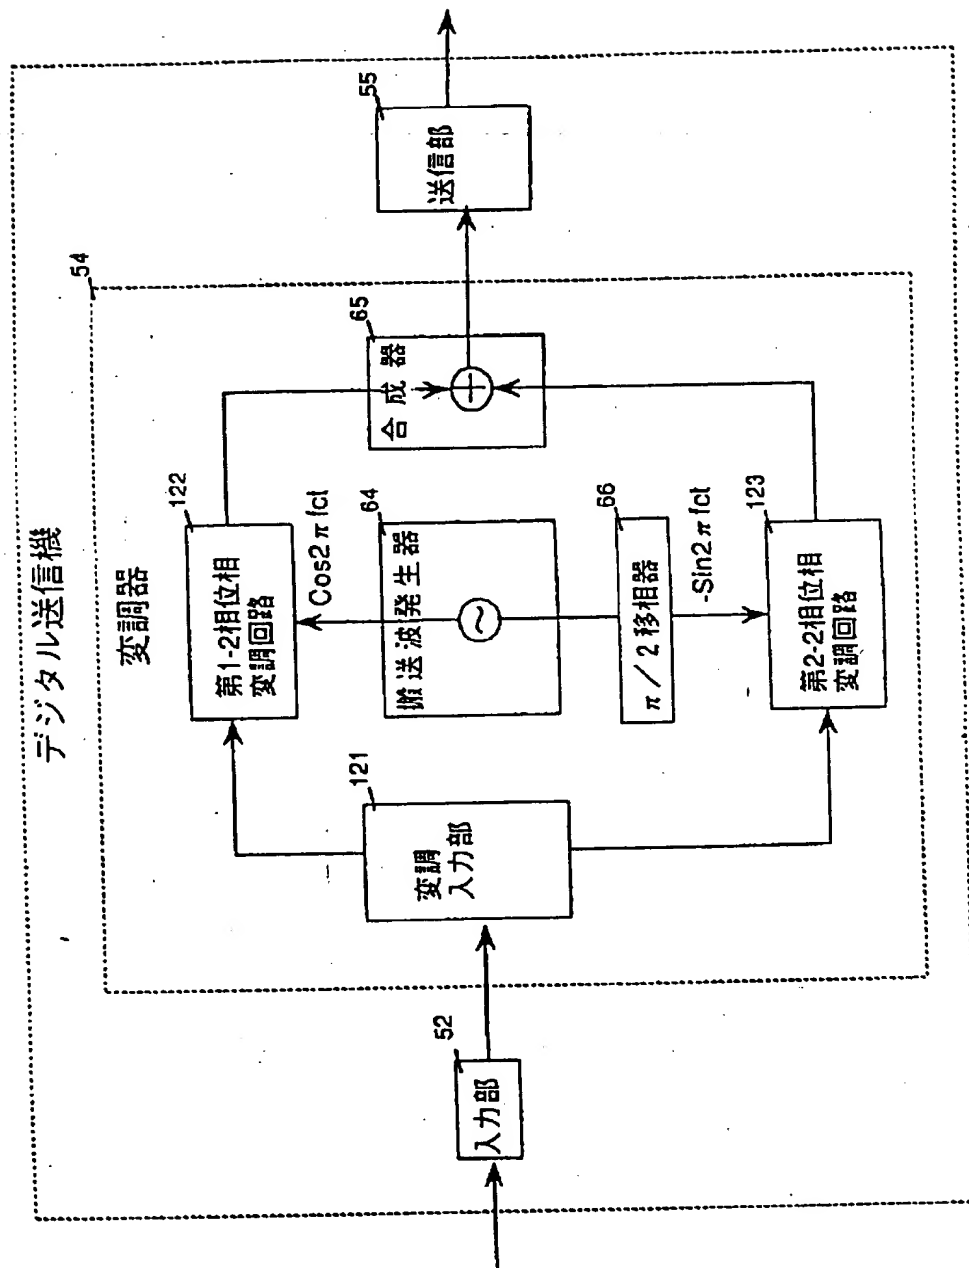 デジタル送信機
変調器
54
52
入力部
121
変調
入力部
122
第1-2相位相
変調回路
Cos2πfct
64
搬送波発生器
~
66
π/2移相器
-Sin2πfct
123
第2-2相位相
変調回路
65
合成器
+
55
送信部